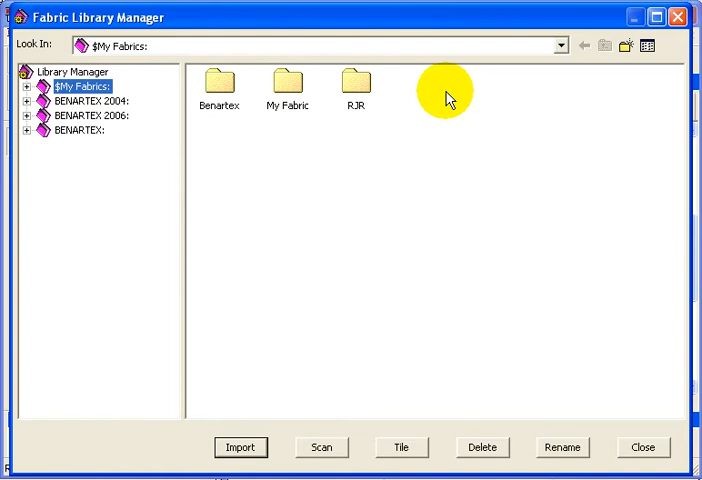 Fabric Library Manager
Look In: $My Fabrics:
Library Manager
$My Fabrics:
BENARTEX 2004:
BENARTEX 2006:
BENARTEX:
Benartex My Fabric RJR
Import Scan Tile Delete Rename Close